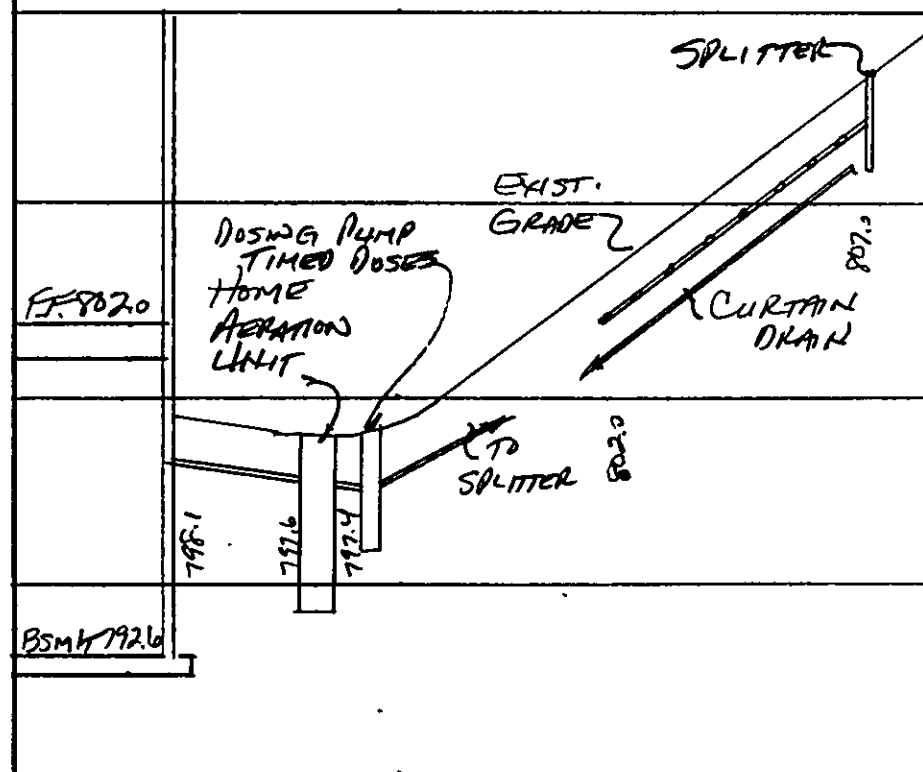 SPLITTER
EXIST.
GRADE
DOSING PUMP
TIMED DOSES
HOME
AERATION
UNIT
F.F. 802.0
807.0
CURTAIN
DRAIN
TO
SPLITTER
802.0
798.1
797.6
797.4
BSMT 792.6